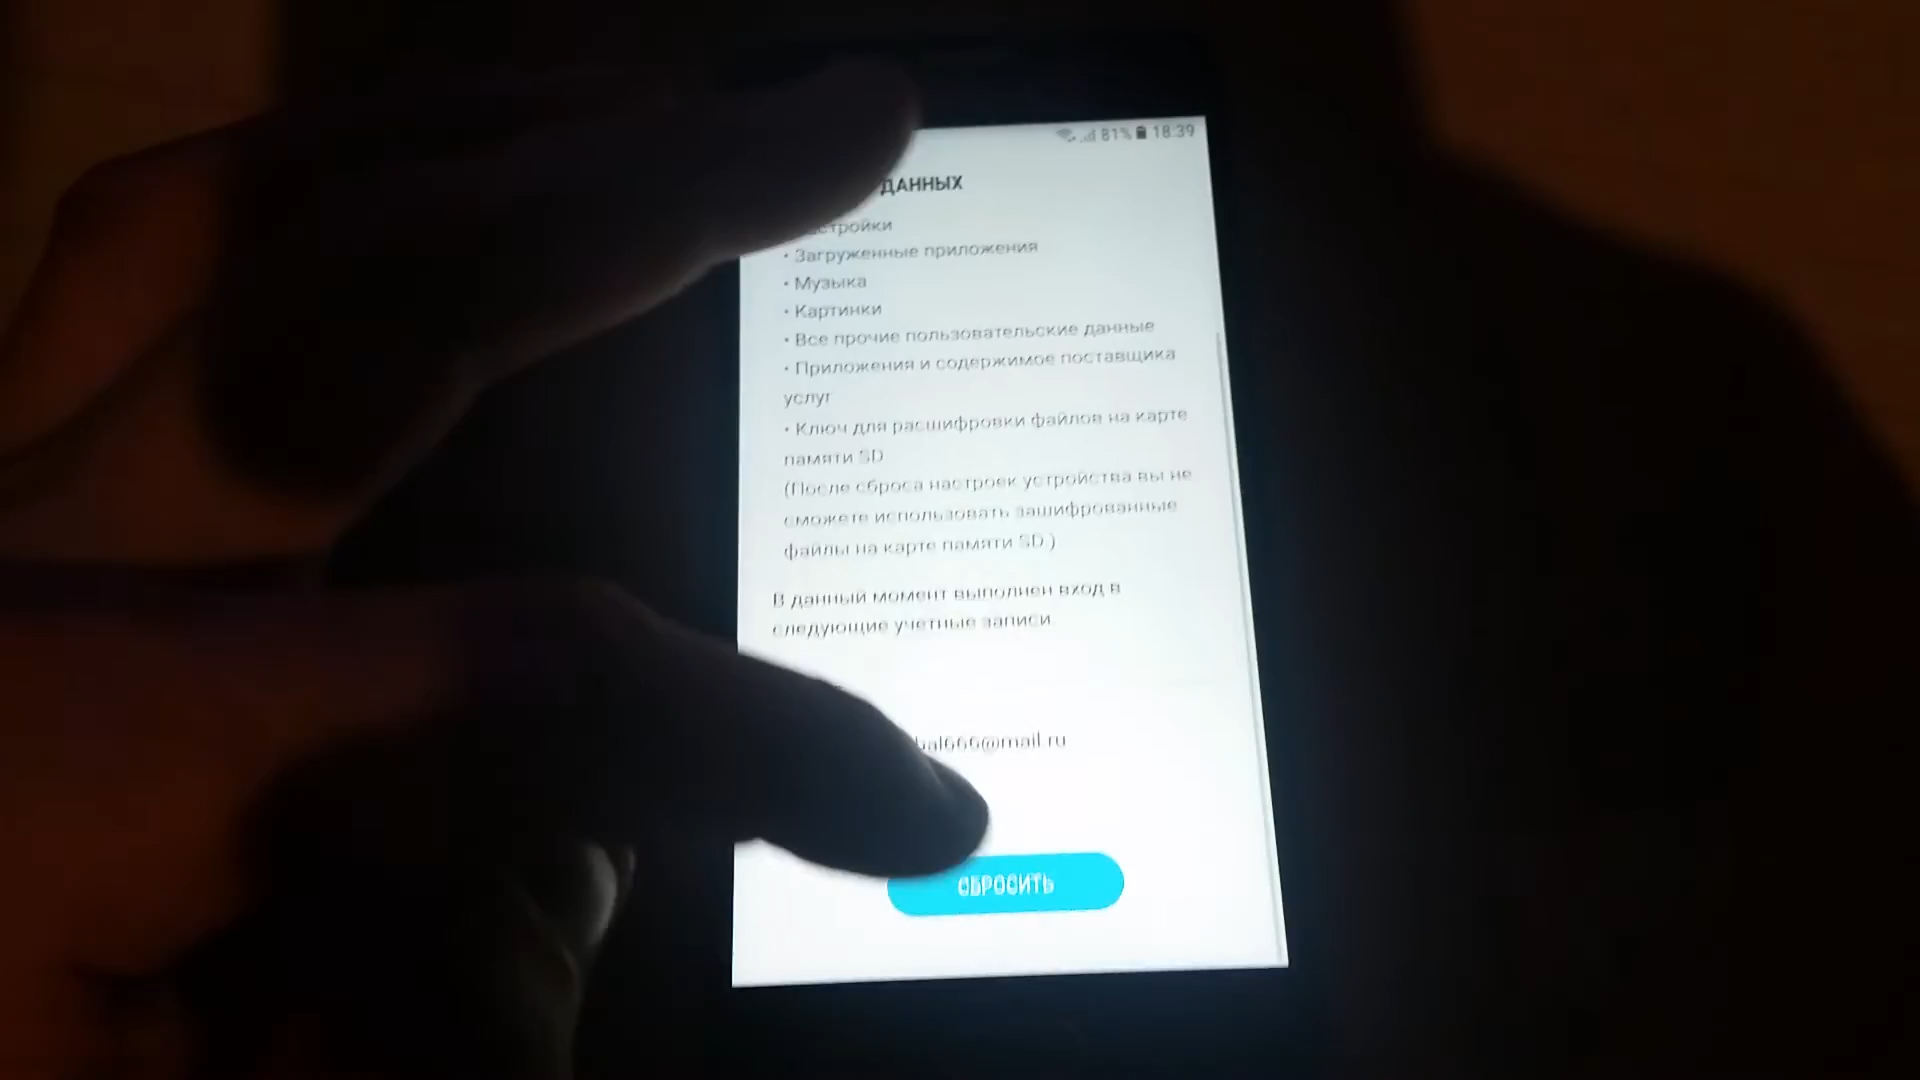 81% 18:39
ДАННЫХ
стройки
• Загруженные приложения
• Музыка
• Картинки
• Все прочие пользовательские данные
• Приложения и содержимое поставщика
услуг
• Ключ для расшифровки файлов на карте
памяти SD
(После сброса настроек устройства вы не
сможете использовать зашифрованные
файлы на карте памяти SD.)
В данный момент выполнен вход в
следующие учетные записи
bal666@mail.ru
СБРОСИТЬ